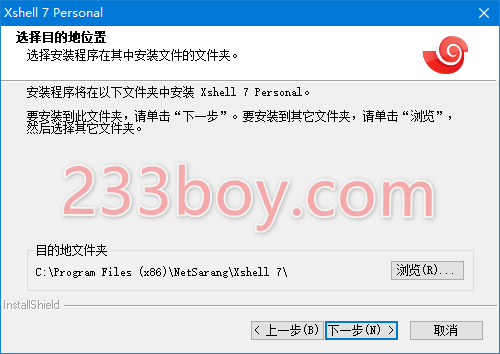 Xshell 7 Personal
选择目的地位置
选择安装程序在其中安装文件的文件夹。
安装程序将在以下文件夹中安装 Xshell 7 Personal。
要安装到此文件夹，请单击“下一步”。要安装到其它文件夹，请单击“浏览”，
然后选择其它文件夹。
233boy.com
目的地文件夹
C:\Program Files (x86)\NetSarang\Xshell 7\
浏览(R)...
InstallShield
< 上一步(B)
下一步(N) >
取消